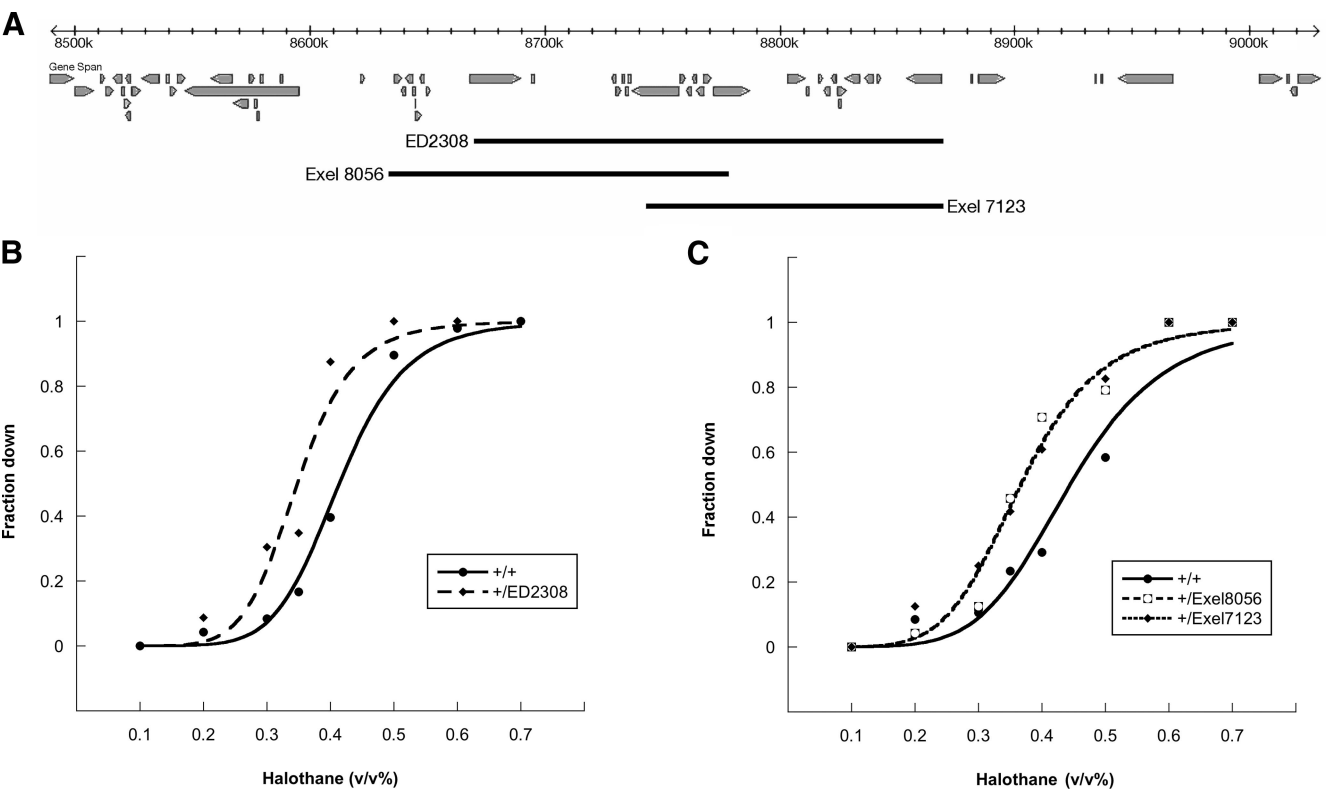 A
8500k 8600k 8700k 8800k 8900k 9000k
Gene Span
ED2308
Exel 8056
Exel 7123
B
Fraction down
1
0.8
0.6
0.4
0.2
0
0.1 0.2 0.3 0.4 0.5 0.6 0.7
Halothane (v/v%)
+/+
+/ED2308
C
Fraction down
1
0.8
0.6
0.4
0.2
0
0.1 0.2 0.3 0.4 0.5 0.6 0.7
Halothane (v/v%)
+/+
+/Exel8056
+/Exel7123